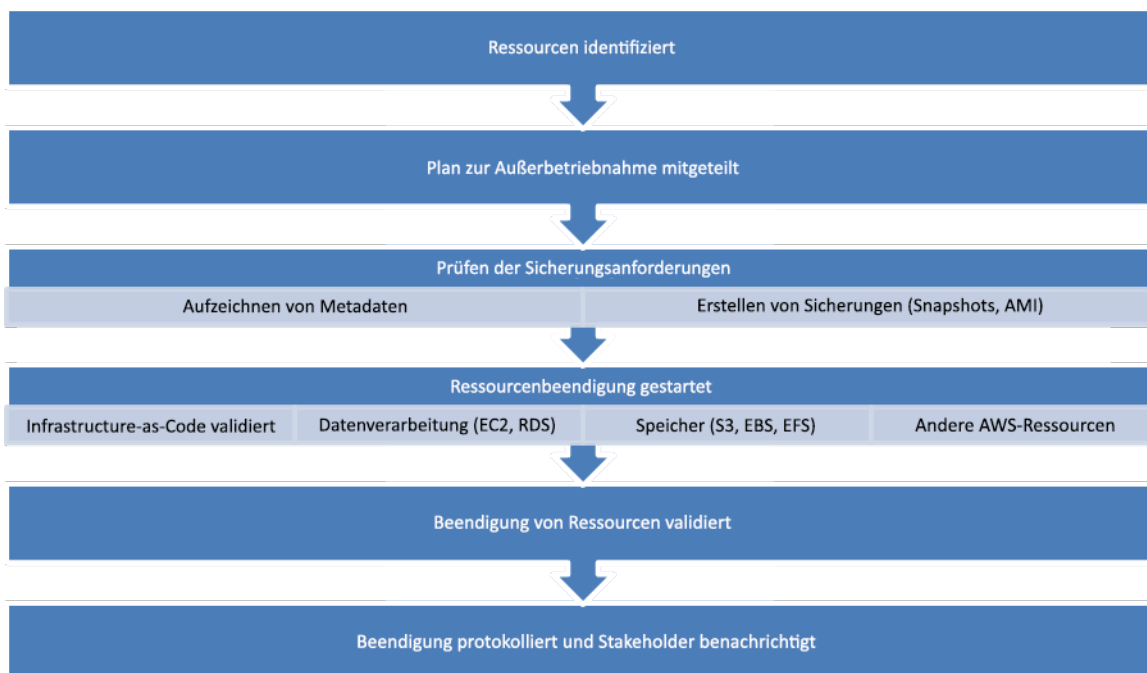 Ressourcen identifiziert
Plan zur Außerbetriebnahme mitgeteilt
Prüfen der Sicherungsanforderungen
Aufzeichnen von Metadaten
Erstellen von Sicherungen (Snapshots, AMI)
Ressourcenbeendigung gestartet
Infrastructure-as-Code validiert
Datenverarbeitung (EC2, RDS)
Speicher (S3, EBS, EFS)
Andere AWS-Ressourcen
Beendigung von Ressourcen validiert
Beendigung protokolliert und Stakeholder benachrichtigt